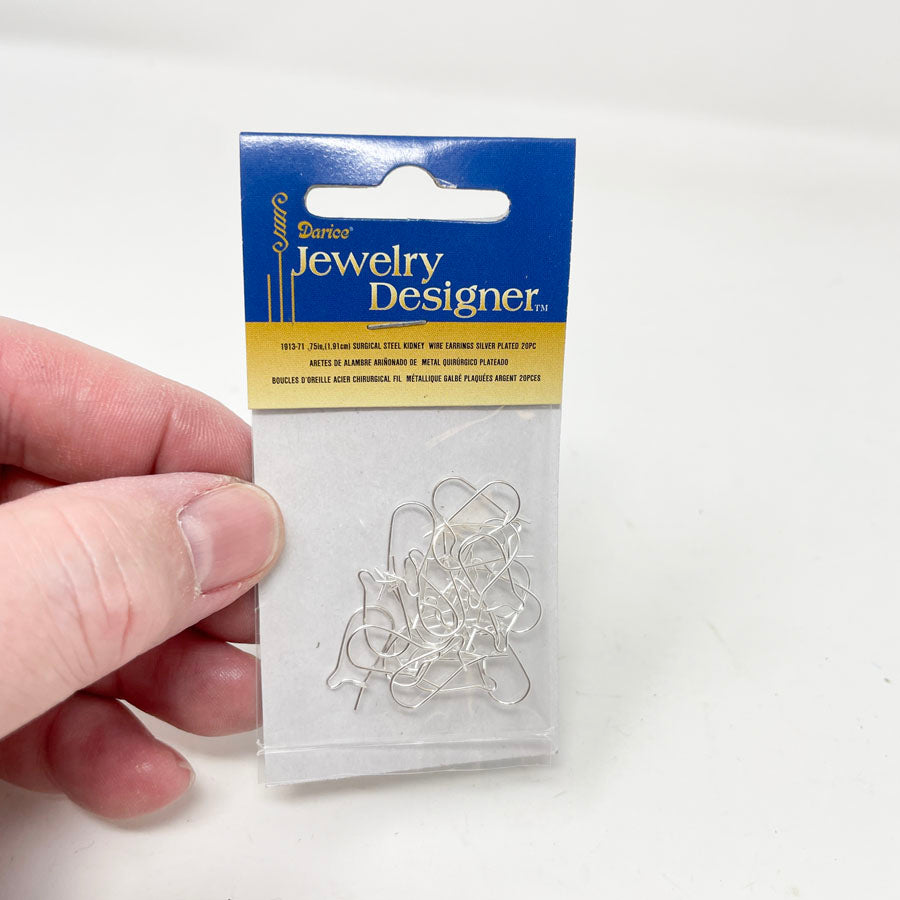 Darice®
Jewelry
Designer™
1913-71 .75in,(1.91cm) SURGICAL STEEL KIDNEY WIRE EARRINGS SILVER PLATED 20PC
ARETES DE ALAMBRE ARIÑONADO DE METAL QUIRÚRGICO PLATEADO
BOUCLES D'OREILLE ACIER CHIRURGICAL FIL MÉTALLIQUE GALBÉ PLAQUÉES ARGENT 20PCES